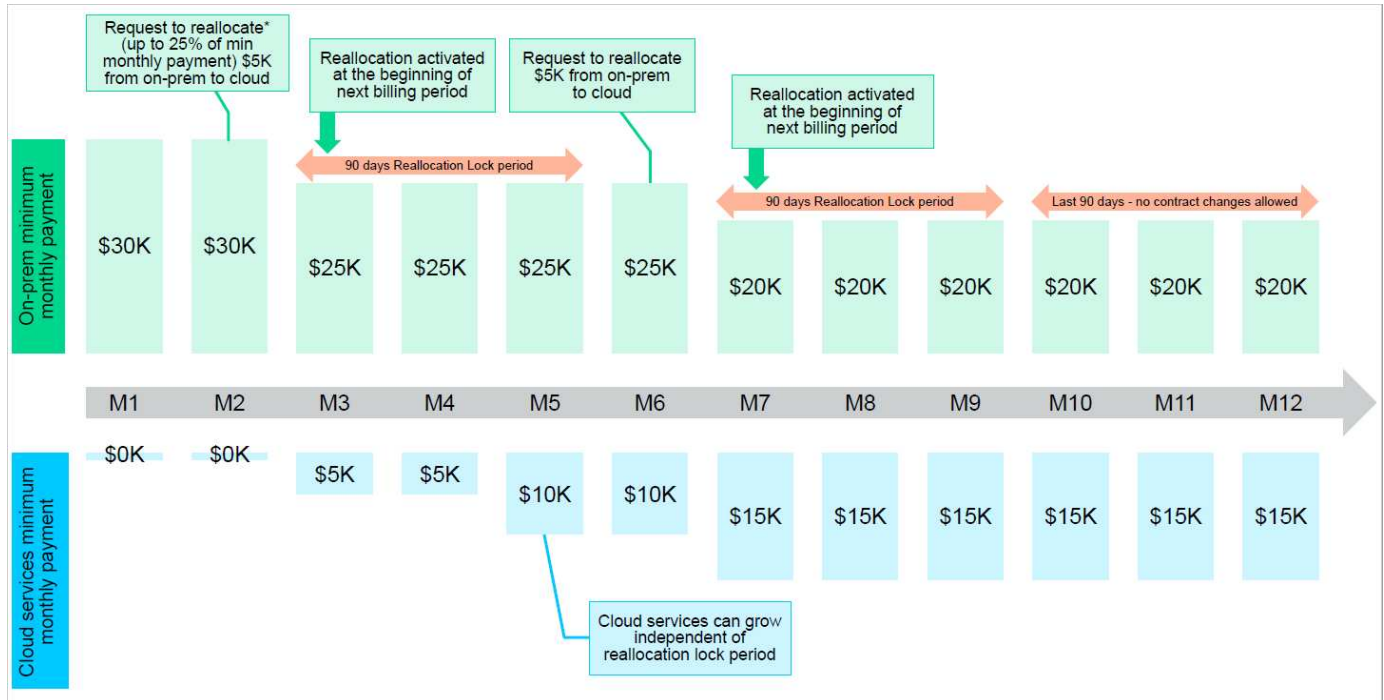 Request to reallocate*
(up to 25% of min
monthly payment) $5K
from on-prem to cloud
Reallocation activated
at the beginning of
next billing period
Request to reallocate
$5K from on-prem
to cloud
Reallocation activated
at the beginning of
next billing period
90 days Reallocation Lock period
90 days Reallocation Lock period
Last 90 days - no contract changes allowed
On-prem minimum
monthly payment
$30K
$30K
$25K
$25K
$25K
$25K
$20K
$20K
$20K
$20K
$20K
$20K
M1
M2
M3
M4
M5
M6
M7
M8
M9
M10
M11
M12
Cloud services minimum
monthly payment
$0K
$0K
$5K
$5K
$10K
$10K
$15K
$15K
$15K
$15K
$15K
$15K
Cloud services can grow
independent of
reallocation lock period